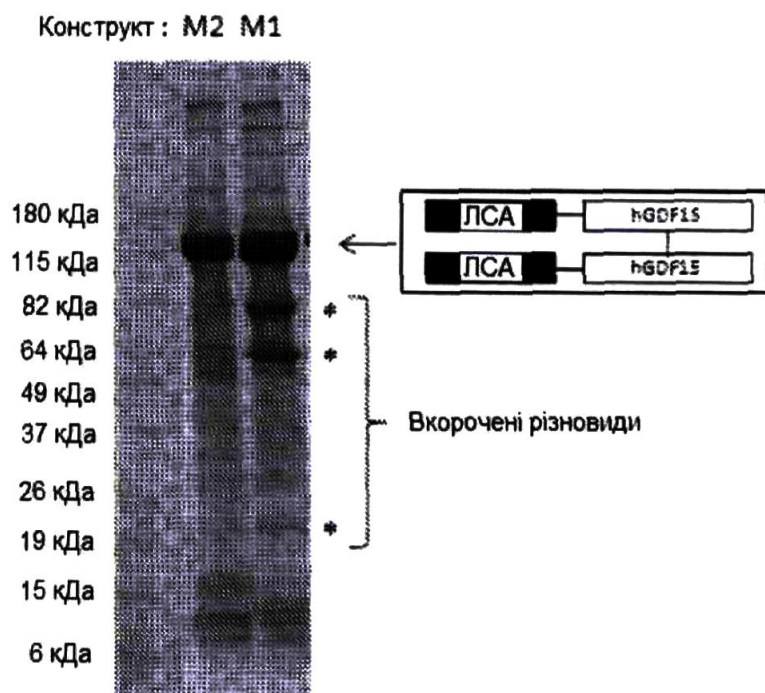 Конструкт : M2 M1
180 кДа
115 кДа
82 кДа
64 кДа
49 кДа
37 кДа
26 кДа
19 кДа
15 кДа
6 кДа
ЛСА hGDF15
ЛСА hGDF15
*
*
*
Вкорочені різновиди